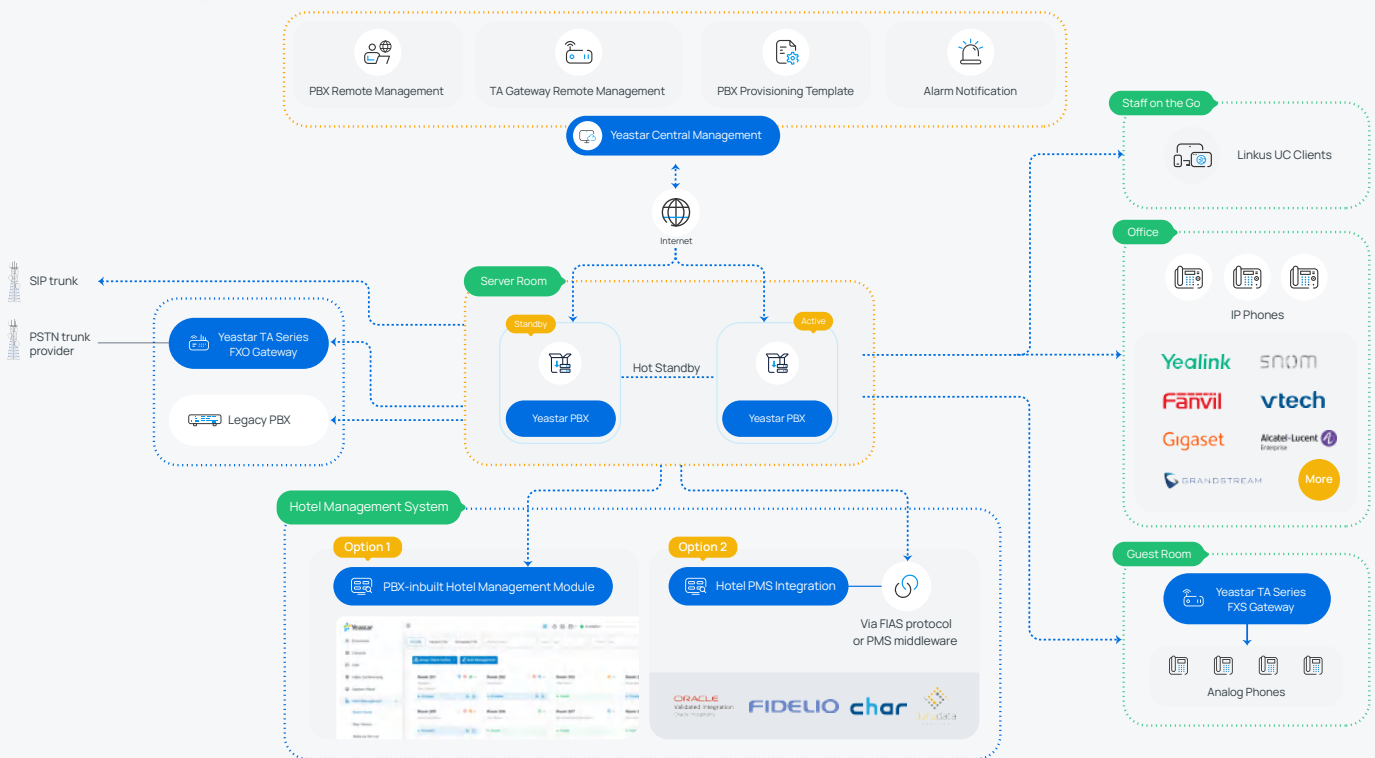 PBX Remote Management
TA Gateway Remote Management
PBX Provisioning Template
Alarm Notification
Yeastar Central Management
Internet
SIP trunk
PSTN trunk
provider
Yeastar TA Series
FXO Gateway
Legacy PBX
Server Room
Standby
Yeastar PBX
Hot Standby
Active
Yeastar PBX
Staff on the Go
Linkus UC Clients
Office
IP Phones
Yealink
snom
Fanvil
vtech
Gigaset
Alcatel-Lucent
Enterprise
GRANDSTREAM
More
Guest Room
Yeastar TA Series
FXS Gateway
Analog Phones
Hotel Management System
Option 1
PBX-inbuilt Hotel Management Module
Yeastar
Option 2
Hotel PMS Integration
Via FIAS protocol
or PMS middleware
ORACLE
Validated Integration
Oracle Hospitality
FIDELIO
char